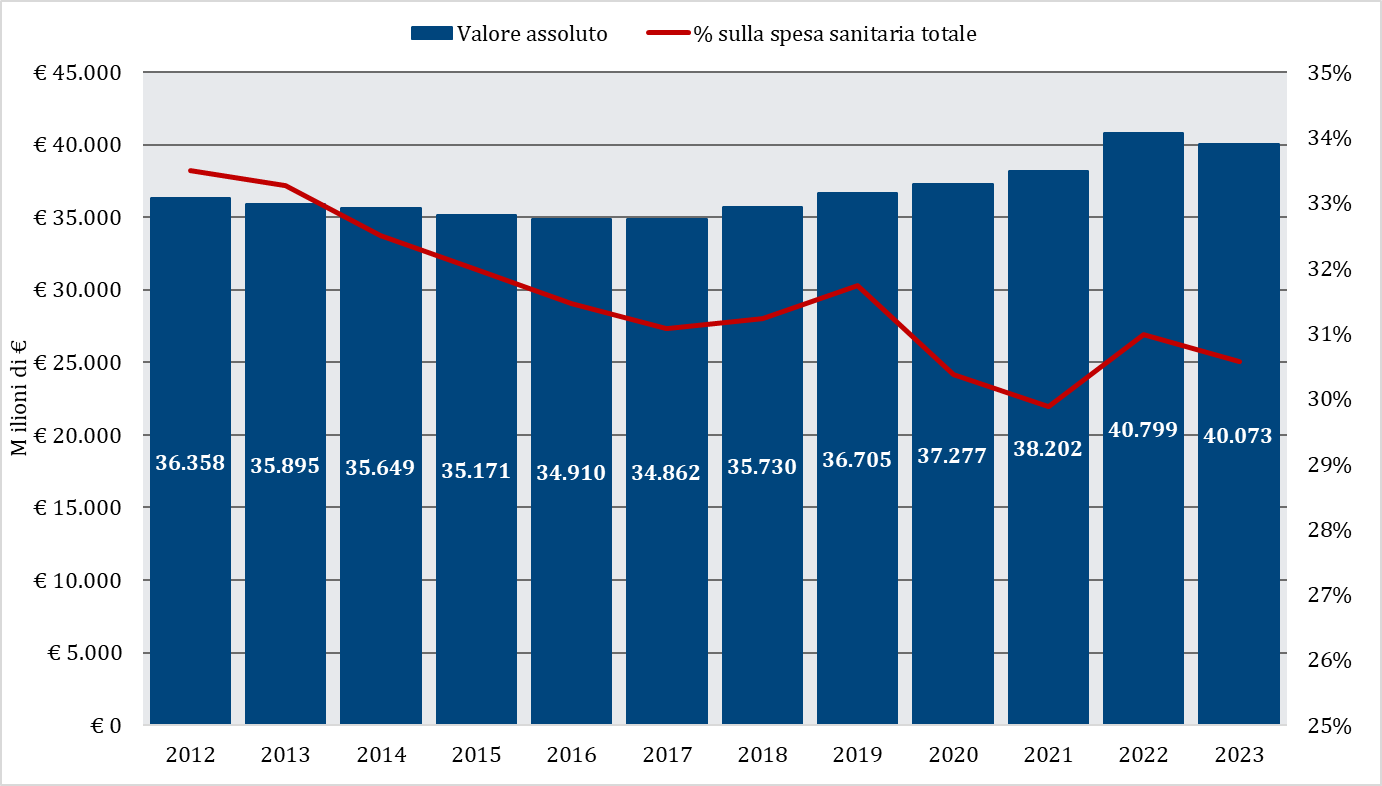 Valore assoluto % sulla spesa sanitaria totale
€ 45.000 35%
€ 40.000 34%
€ 35.000 33%
€ 30.000 32%
€ 25.000 31%
€ 20.000 30%
€ 15.000 29%
€ 10.000 28%
€ 5.000 27%
€ 0 26%
25%
M ilioni di €
36.358 35.895 35.649 35.171 34.910 34.862 35.730 36.705 37.277 38.202 40.799 40.073
2012 2013 2014 2015 2016 2017 2018 2019 2020 2021 2022 2023